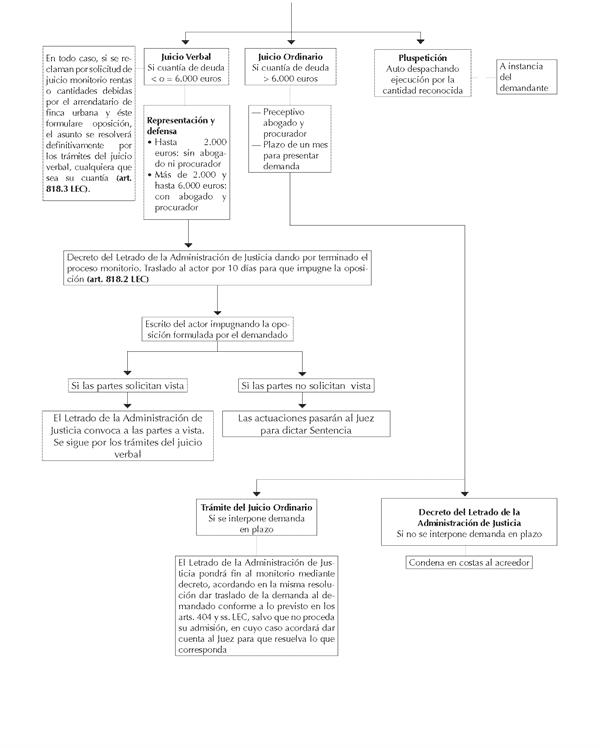 En todo caso, si se re-
claman por solicitud de
juicio monitorio rentas
o cantidades debidas
por el arrendatario de
finca urbana y éste
formulare oposición,
el asunto se resolverá
definitivamente por
los trámites del juicio
verbal, cualquiera que
sea su cuantía (art.
818.3 LEC).
Juicio Verbal
Si cuantía de deuda
< o = 6.000 euros
Juicio Ordinario
Si cuantía de deuda
> 6.000 euros
Pluspetición
Auto despachando
ejecución por la
cantidad reconocida
A instancia
del
demandante
Representación y
defensa
• Hasta 2.000
euros: sin aboga-
do ni procurador
• Más de 2.000 y
hasta 6.000 euros:
con abogado y
procurador
— Preceptivo
abogado y
procurador
— Plazo de un mes
para presentar
demanda
Decreto del Letrado de la Administración de Justicia dando por terminado el
proceso monitorio. Traslado al actor por 10 días para que impugne la oposi-
ción (art. 818.2 LEC)
Escrito del actor impugnando la opo-
sición formulada por el demandado
Si las partes solicitan vista
Si las partes no solicitan vista
El Letrado de la Administración de
Justicia convoca a las partes a vista.
Se sigue por los trámites del juicio
verbal
Las actuaciones pasarán al Juez
para dictar Sentencia
Trámite del Juicio Ordinario
Si se interpone demanda
en plazo
Decreto del Letrado de la
Administración de Justicia
Si no se interpone demanda en plazo
El Letrado de la Administración de Jus-
ticia pondrá fin al monitorio mediante
decreto, acordando en la misma resolu-
ción dar traslado de la demanda al de-
mandado conforme a lo previsto en los
arts. 404 y ss. LEC, salvo que no proceda
su admisión, en cuyo caso acordará dar
cuenta al Juez para que resuelva lo que
corresponda
Condena en costas al acreedor